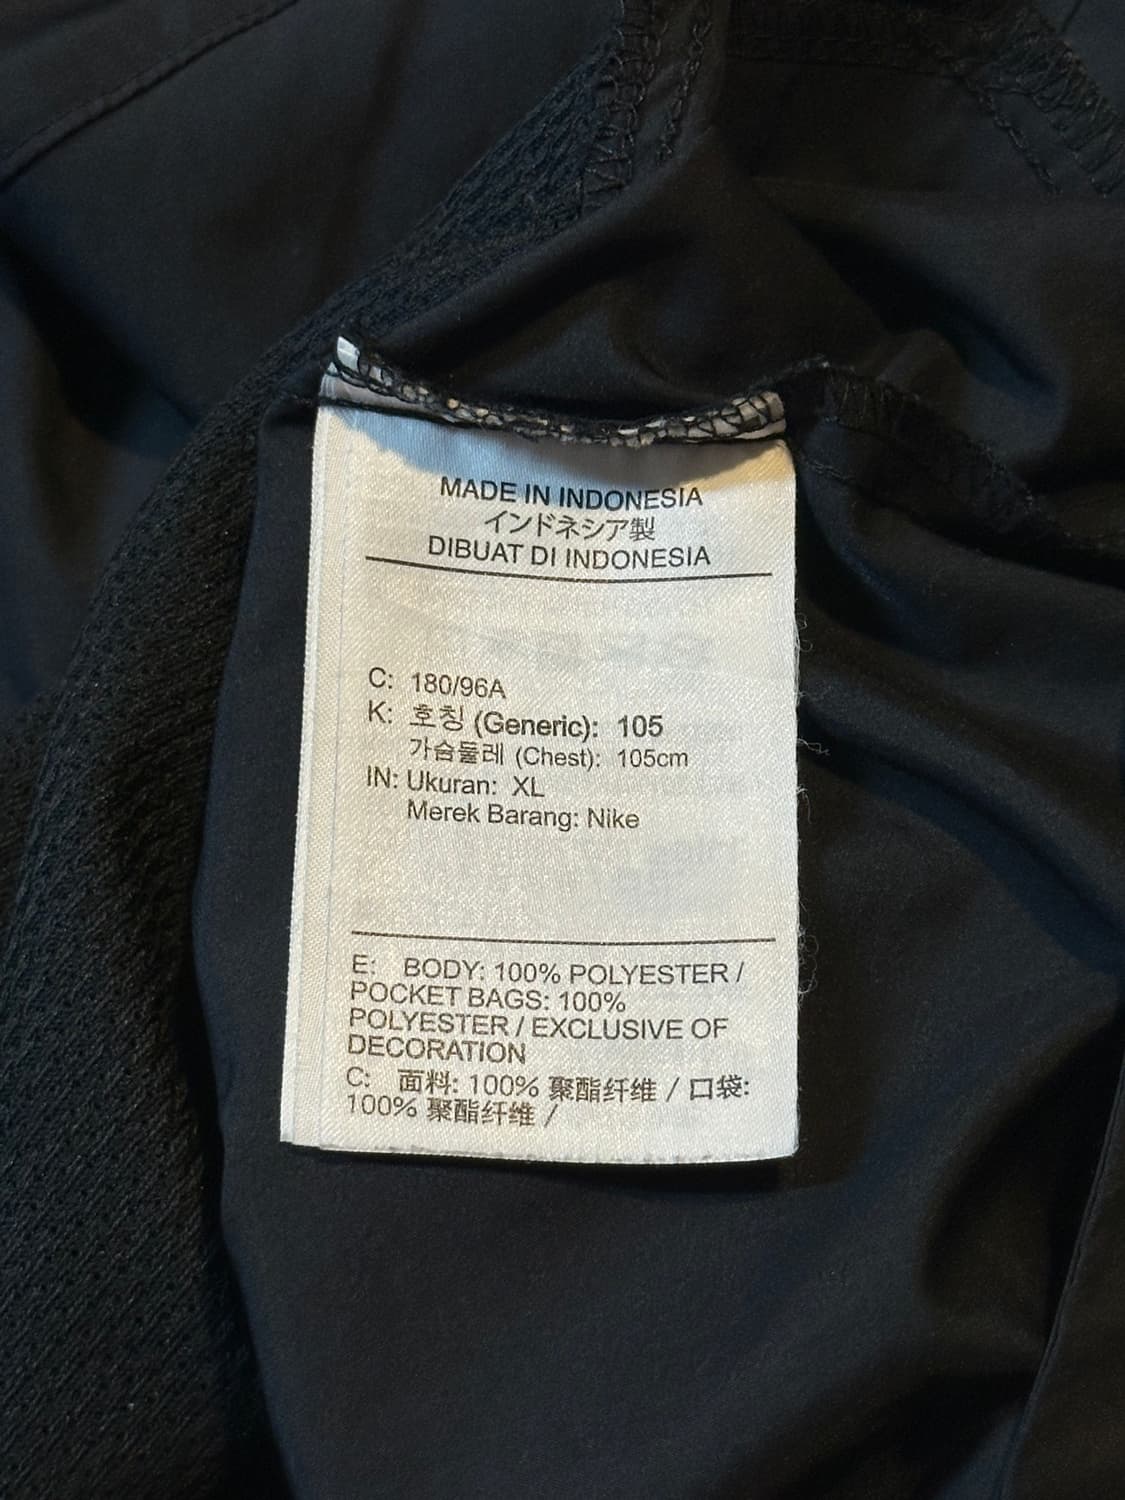 MADE IN INDONESIA
インドネシア製
DIBUAT DI INDONESIA
C: 180/96A
K: 호칭 (Generic): 105
가슴둘레 (Chest): 105cm
IN: Ukuran: XL
Merek Barang: Nike
E: BODY: 100% POLYESTER /
POCKET BAGS: 100%
POLYESTER / EXCLUSIVE OF
DECORATION
C: 面料: 100% 聚酯纤维 / 口袋:
100% 聚酯纤维 /